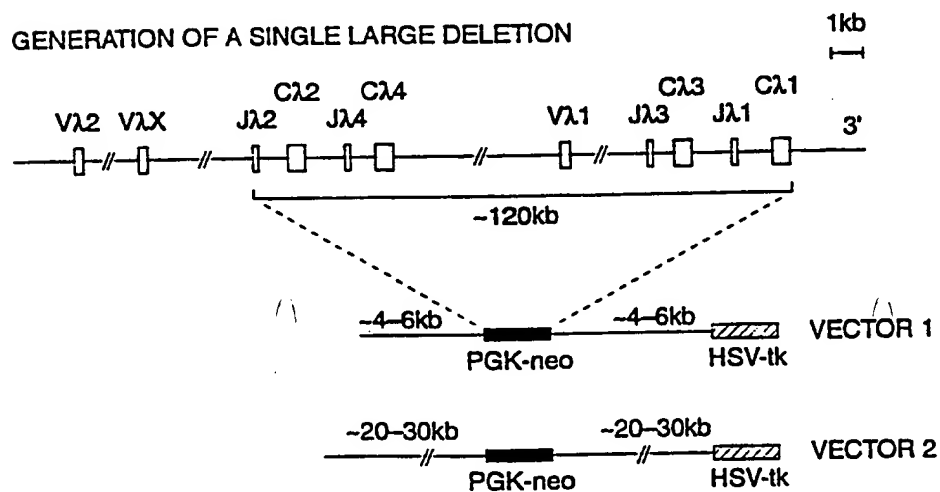 GENERATION OF A SINGLE LARGE DELETION
1kb
Cλ2 Cλ4 Cλ3 Cλ1
Vλ2 VλX Jλ2 Jλ4 Vλ1 Jλ3 Jλ1 3'
~120kb
~4–6kb ~4–6kb VECTOR 1
PGK-neo HSV-tk
~20–30kb ~20–30kb VECTOR 2
PGK-neo HSV-tk